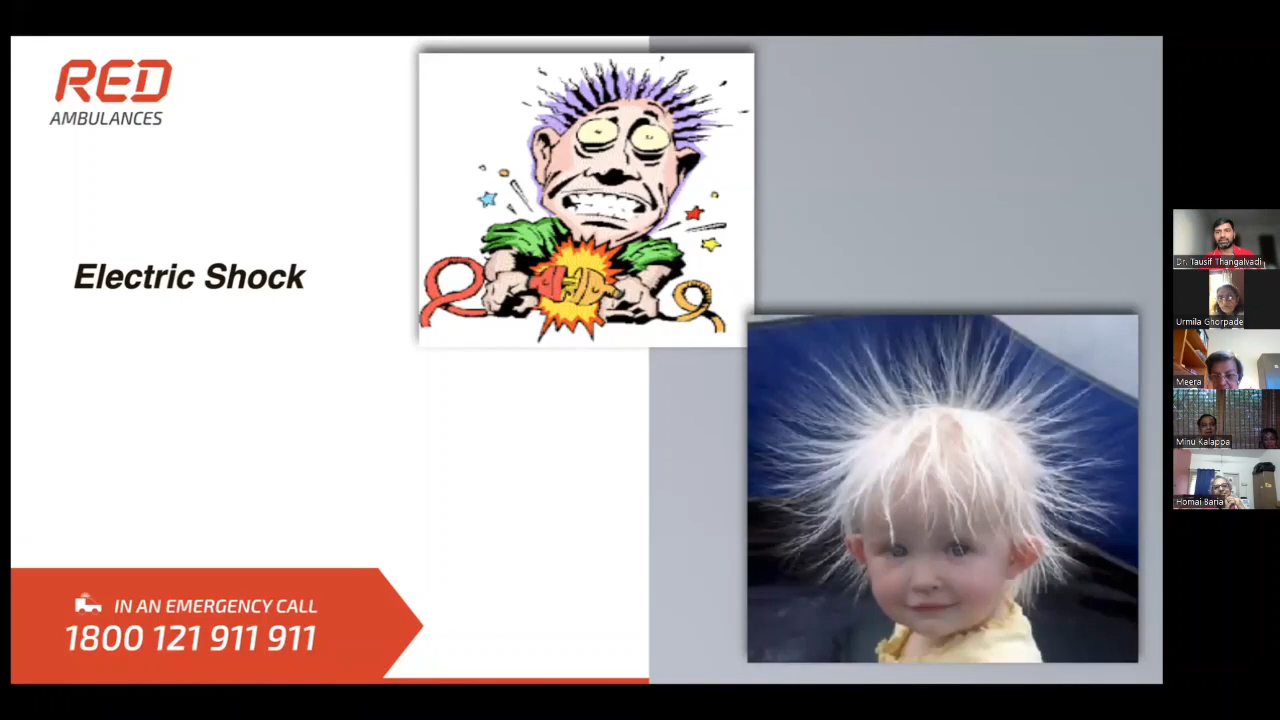 RED
AMBULANCES
Electric Shock
IN AN EMERGENCY CALL
1800 121 911 911
Dr. Tausif Thangalvadi
Urmila Ghorpade
Meera
Minu Kalappa
Homai Baria